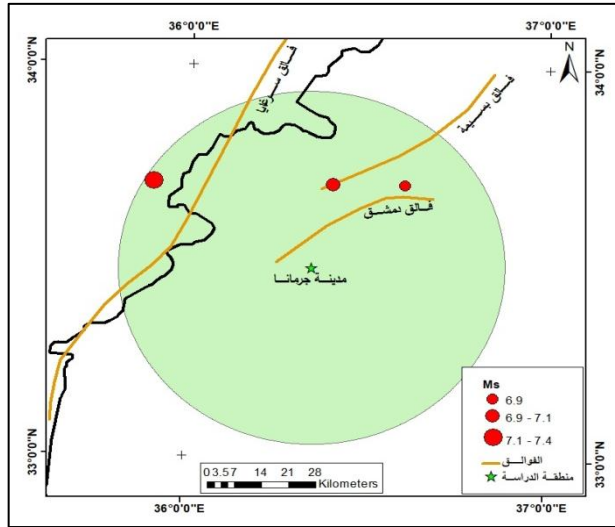 36°0'0"E
37°0'0"E
34°0'0"N
34°0'0"N
N
فالق سرغايا
فالق بسيمة
فالق دمشق
مدينة جرمانا
Ms
6.9
6.9 - 7.1
7.1 - 7.4
الفوالق
منطقة الدراسة
33°0'0"N
33°0'0"N
0 3.5 7 14 21 28
Kilometers
36°0'0"E
37°0'0"E